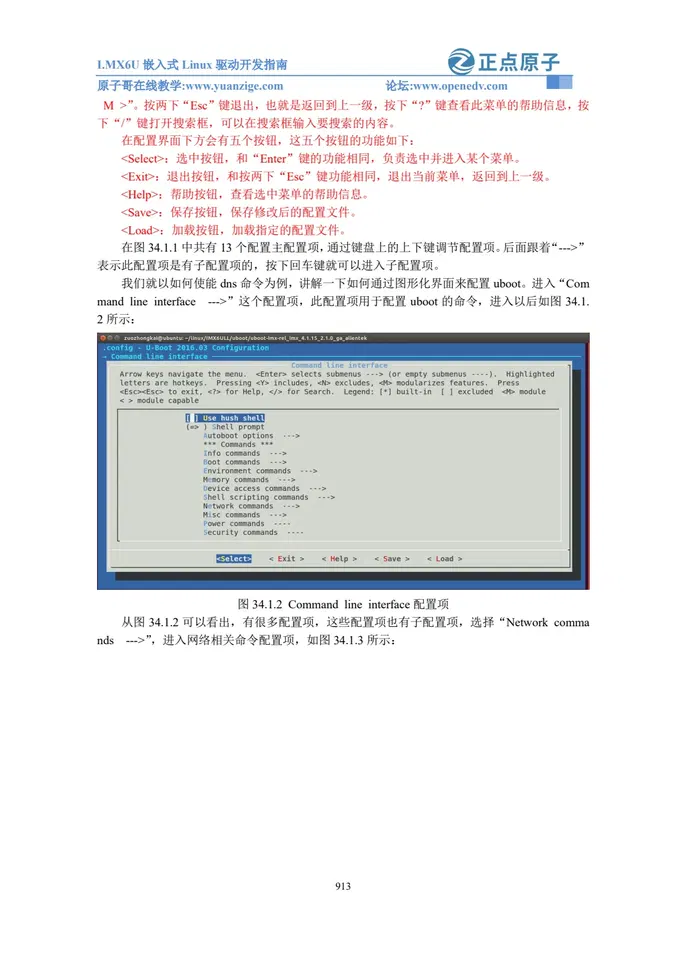 I.MX6U 嵌入式 Linux 驱动开发指南
正点原子
原子哥在线教学:www.yuanzige.com 论坛:www.openedv.com
M >”。按两下“Esc”键退出，也就是返回到上一级，按下“?”键查看此菜单的帮助信息，按
下“/”键打开搜索框，可以在搜索框输入要搜索的内容。
在配置界面下方会有五个按钮，这五个按钮的功能如下：
<Select>：选中按钮，和“Enter”键的功能相同，负责选中并进入某个菜单。
<Exit>：退出按钮，和按两下“Esc”键功能相同，退出当前菜单，返回到上一级。
<Help>：帮助按钮，查看选中菜单的帮助信息。
<Save>：保存按钮，保存修改后的配置文件。
<Load>：加载按钮，加载指定的配置文件。
在图 34.1.1 中共有 13 个配置主配置项，通过键盘上的上下键调节配置项。后面跟着“--->”
表示此配置项是有子配置项的，按下回车键就可以进入子配置项。
我们就以如何使能 dns 命令为例，讲解一下如何通过图形化界面来配置 uboot。进入“Com
mand line interface --->”这个配置项，此配置项用于配置 uboot 的命令，进入以后如图 34.1.
2 所示：
zuozhongkai@ubuntu: ~/linux/IMX6ULL/uboot/uboot-imx-rel_imx_4.1.15_2.1.0_ga_alientek
.config - U-Boot 2016.03 Configuration
→ Command line interface
Command line interface
Arrow keys navigate the menu. <Enter> selects submenus ---> (or empty submenus ----). Highlighted
letters are hotkeys. Pressing <Y> includes, <N> excludes, <M> modularizes features. Press
<Esc><Esc> to exit, <?> for Help, </> for Search. Legend: [*] built-in [ ] excluded <M> module
< > module capable
[ ] Use hush shell
(=> ) Shell prompt
Autoboot options --->
*** Commands ***
Info commands --->
Boot commands --->
Environment commands --->
Memory commands --->
Device access commands --->
Shell scripting commands --->
Network commands --->
Misc commands --->
Power commands ----
Security commands ----
<Select> < Exit > < Help > < Save > < Load >
图 34.1.2 Command line interface 配置项
从图 34.1.2 可以看出，有很多配置项，这些配置项也有子配置项，选择“Network comma
nds --->”，进入网络相关命令配置项，如图 34.1.3 所示：
913